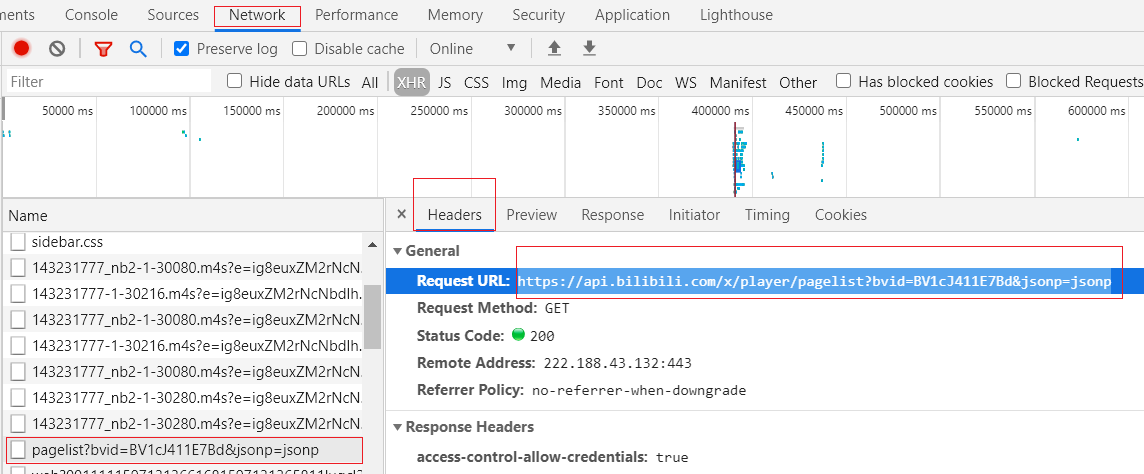 ments Console Sources Network Performance Memory Security Application Lighthouse
Preserve log Disable cache Online
Filter Hide data URLs All XHR JS CSS Img Media Font Doc WS Manifest Other Has blocked cookies Blocked Requests
50000 ms 100000 ms 150000 ms 200000 ms 250000 ms 300000 ms 350000 ms 400000 ms 450000 ms 500000 ms 550000 ms 600000 ms
Name
sidebar.css
143231777_nb2-1-30080.m4s?e=ig8euxZM2rNcN
143231777-1-30216.m4s?e=ig8euxZM2rNcNbdlh.
143231777_nb2-1-30080.m4s?e=ig8euxZM2rNcN
143231777-1-30216.m4s?e=ig8euxZM2rNcNbdlh.
143231777_nb2-1-30080.m4s?e=ig8euxZM2rNcN
143231777_nb2-1-30280.m4s?e=ig8euxZM2rNcN
143231777_nb2-1-30280.m4s?e=ig8euxZM2rNcN
pagelist?bvid=BV1cJ411E7Bd&jsonp=jsonp
× Headers Preview Response Initiator Timing Cookies
General
Request URL: https://api.bilibili.com/x/player/pagelist?bvid=BV1cJ411E7Bd&jsonp=jsonp
Request Method: GET
Status Code: 200
Remote Address: 222.188.43.132:443
Referrer Policy: no-referrer-when-downgrade
Response Headers
access-control-allow-credentials: true